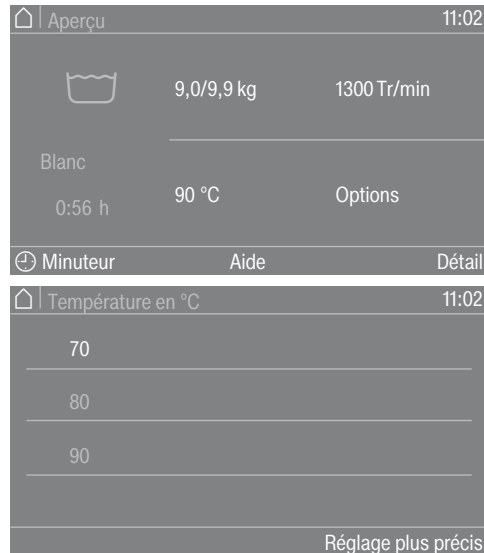 Aperçu 11:02
9,0/9,9 kg 1300 Tr/min
Blanc
0:56 h
90 °C Options
Minuteur Aide Détail
Température en °C 11:02
70
80
90
Réglage plus précis